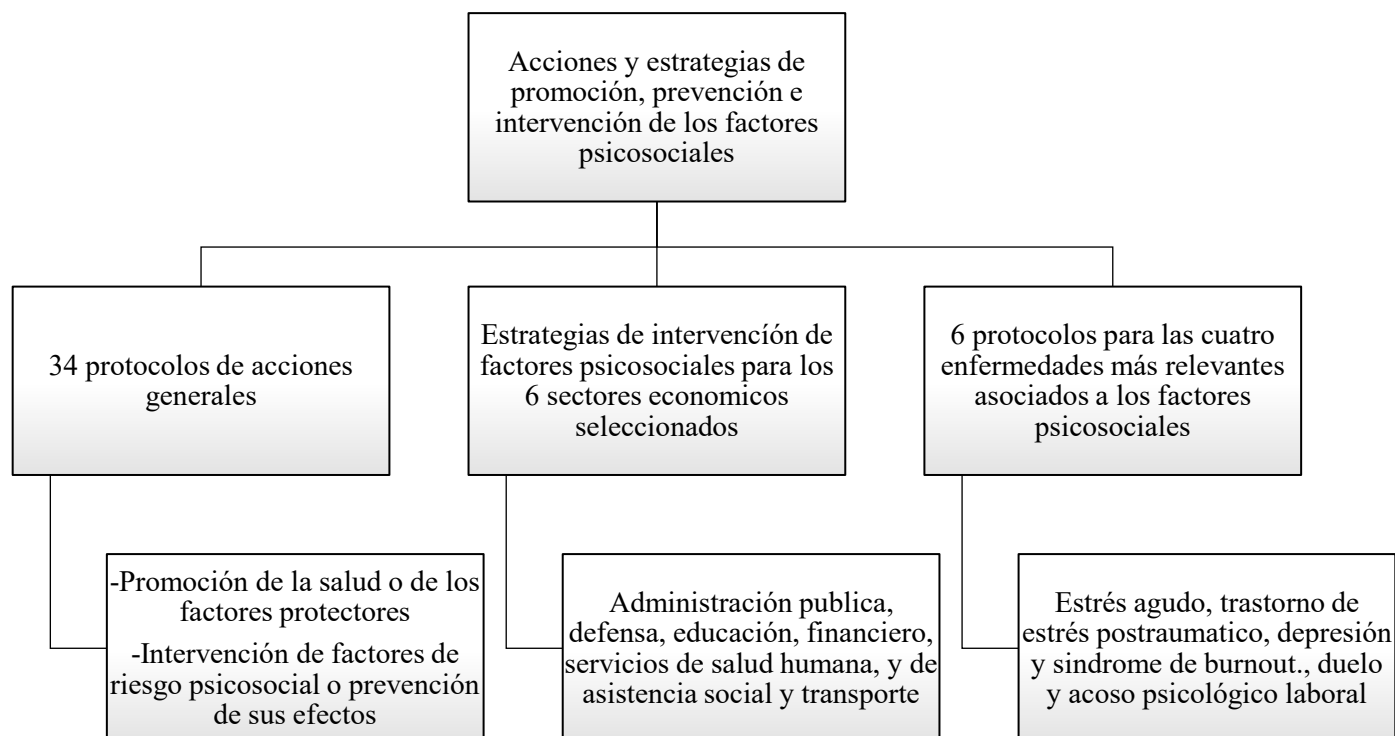 Acciones y estrategias de
promoción, prevención e
intervención de los factores
psicosociales
34 protocolos de acciones
generales
Estrategias de intervencíón de
factores psicosociales para los
6 sectores economicos
seleccionados
6 protocolos para las cuatro
enfermedades más relevantes
asociados a los factores
psicosociales
-Promoción de la salud o de los
factores protectores
-Intervención de factores de
riesgo psicosocial o prevención
de sus efectos
Administración publica,
defensa, educación, financiero,
servicios de salud humana, y de
asistencia social y transporte
Estrés agudo, trastorno de
estrés postraumatico, depresión
y sindrome de burnout., duelo
y acoso psicológico laboral